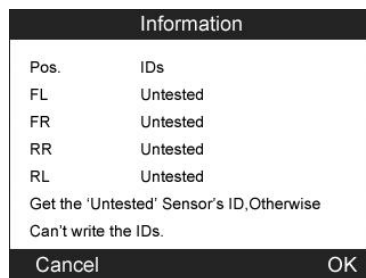 Information
Pos. IDs
FL Untested
FR Untested
RR Untested
RL Untested
Get the ‘Untested’ Sensor's ID,Otherwise
Can't write the IDs.
Cancel OK